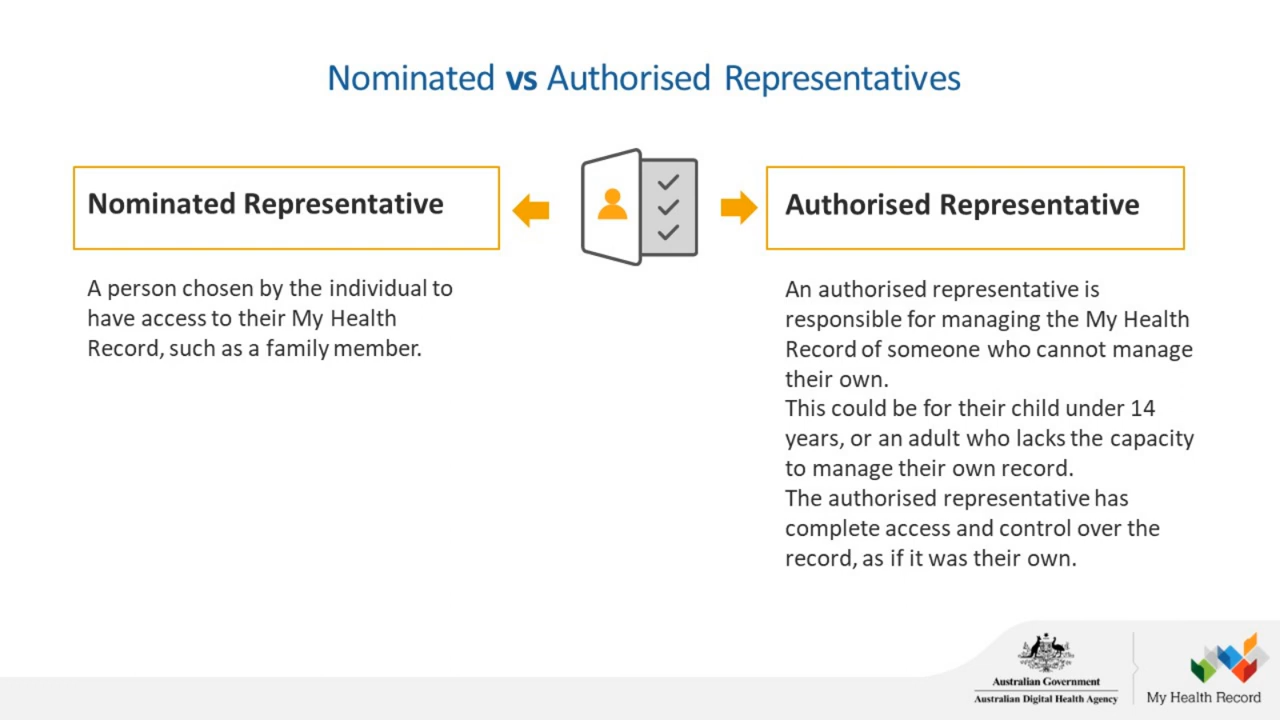 Nominated vs Authorised Representatives
Nominated Representative
A person chosen by the individual to
have access to their My Health
Record, such as a family member.
Authorised Representative
An authorised representative is
responsible for managing the My Health
Record of someone who cannot manage
their own.
This could be for their child under 14
years, or an adult who lacks the capacity
to manage their own record.
The authorised representative has
complete access and control over the
record, as if it was their own.
Australian Government
Australian Digital Health Agency
My Health Record